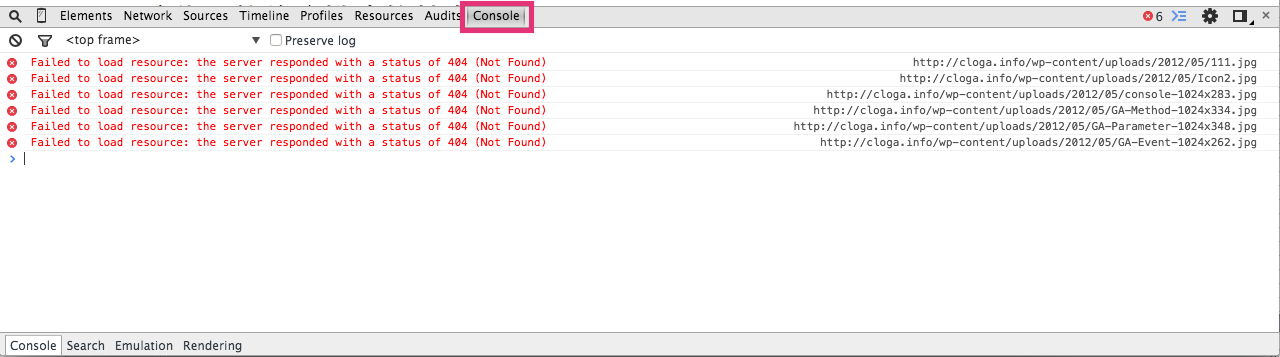 Elements Network Sources Timeline Profiles Resources Audits Console 6
<top frame> Preserve log
Failed to load resource: the server responded with a status of 404 (Not Found) http://cloga.info/wp-content/uploads/2012/05/111.jpg
Failed to load resource: the server responded with a status of 404 (Not Found) http://cloga.info/wp-content/uploads/2012/05/Icon2.jpg
Failed to load resource: the server responded with a status of 404 (Not Found) http://cloga.info/wp-content/uploads/2012/05/console-1024x283.jpg
Failed to load resource: the server responded with a status of 404 (Not Found) http://cloga.info/wp-content/uploads/2012/05/GA-Method-1024x334.jpg
Failed to load resource: the server responded with a status of 404 (Not Found) http://cloga.info/wp-content/uploads/2012/05/GA-Parameter-1024x348.jpg
Failed to load resource: the server responded with a status of 404 (Not Found) http://cloga.info/wp-content/uploads/2012/05/GA-Event-1024x262.jpg
Console Search Emulation Rendering